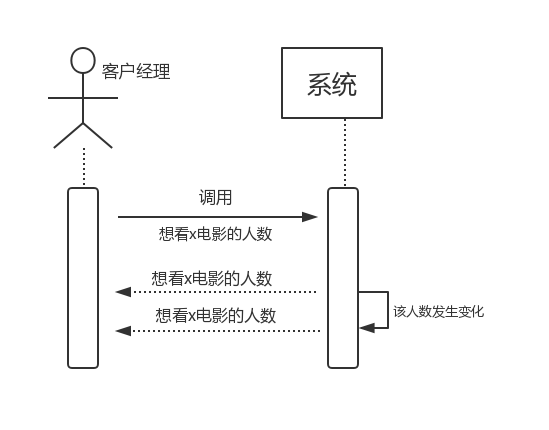 客户经理
系统
调用
想看x电影的人数
想看x电影的人数
想看x电影的人数
该人数发生变化